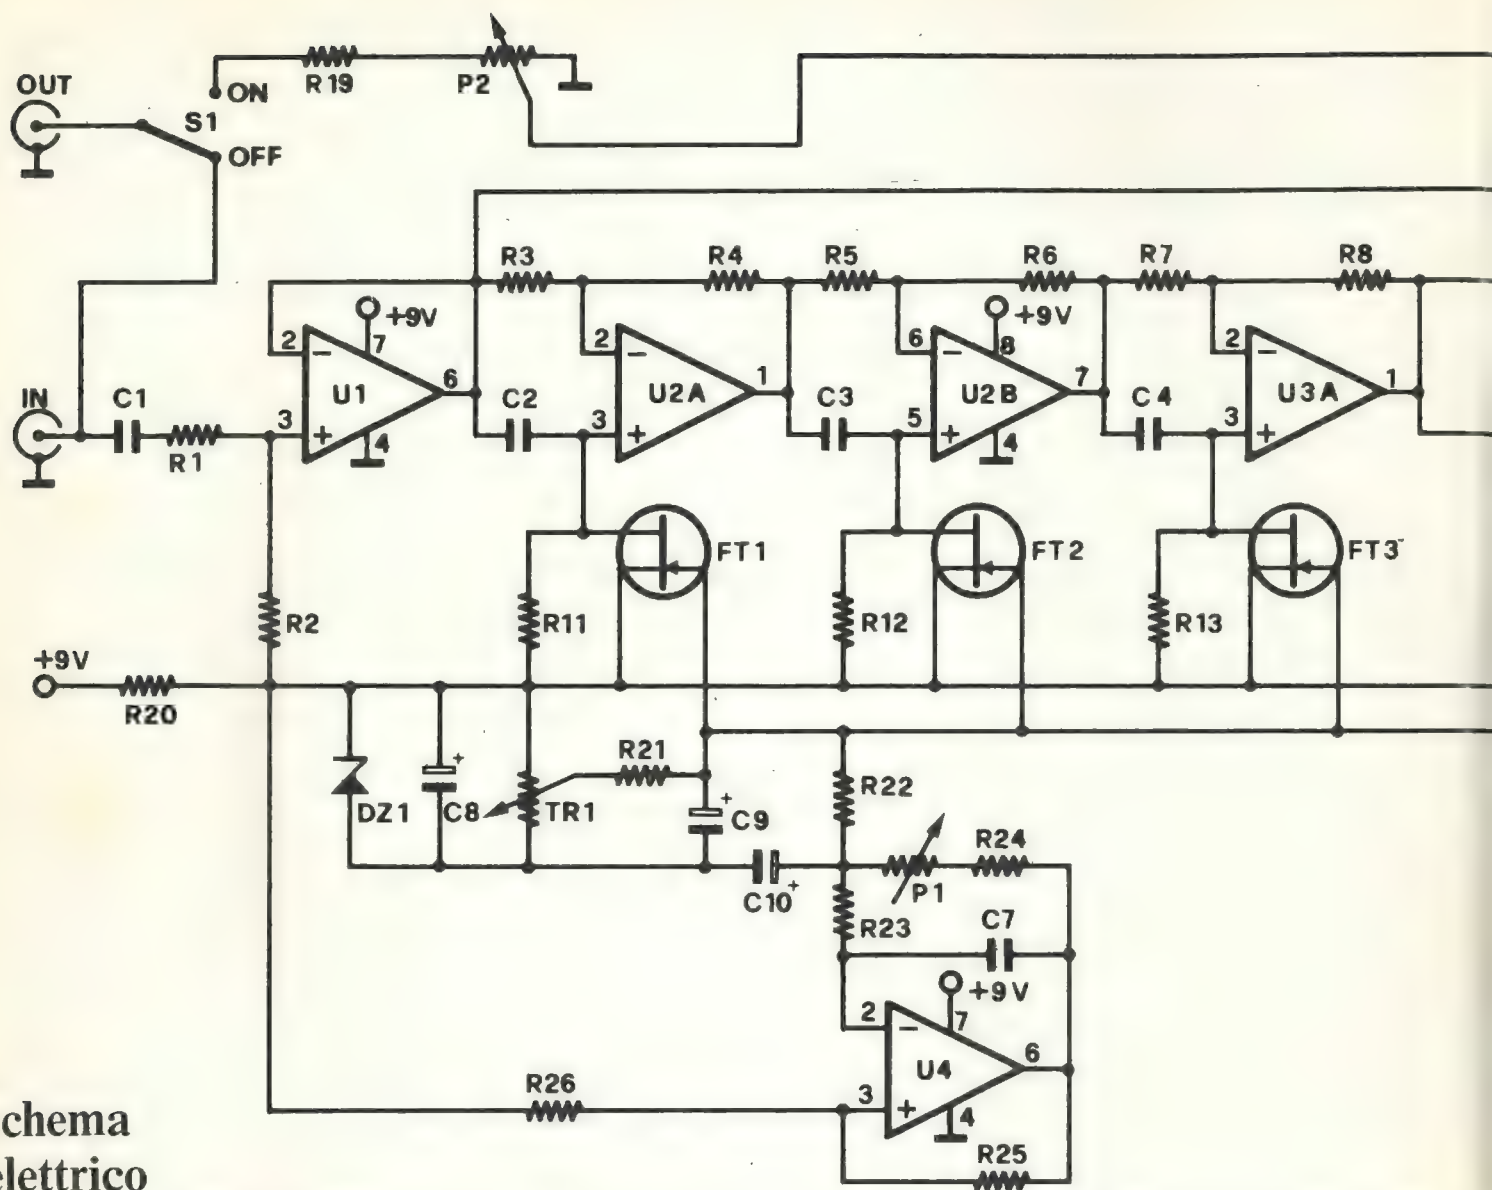 R19
P2
OUT
ON
S1
OFF
R3
R4
R5
R6
R7
R8
+9V
+9V
2
-
7
2
-
6
-
8
2
-
IN
C1
U1
6
C2
U2A
1
C3
U2B
7
C4
U3A
1
3
+
4
3
+
5
+
4
3
+
R1
FT1
FT2
FT3
R2
R11
R12
R13
+9V
R20
R21
R22
DZ1
+
C8
TR1
+
C9
R24
C10
+
P1
R23
C7
+9V
2
-
7
U4
6
R26
3
+
4
R25
chema
elettrico